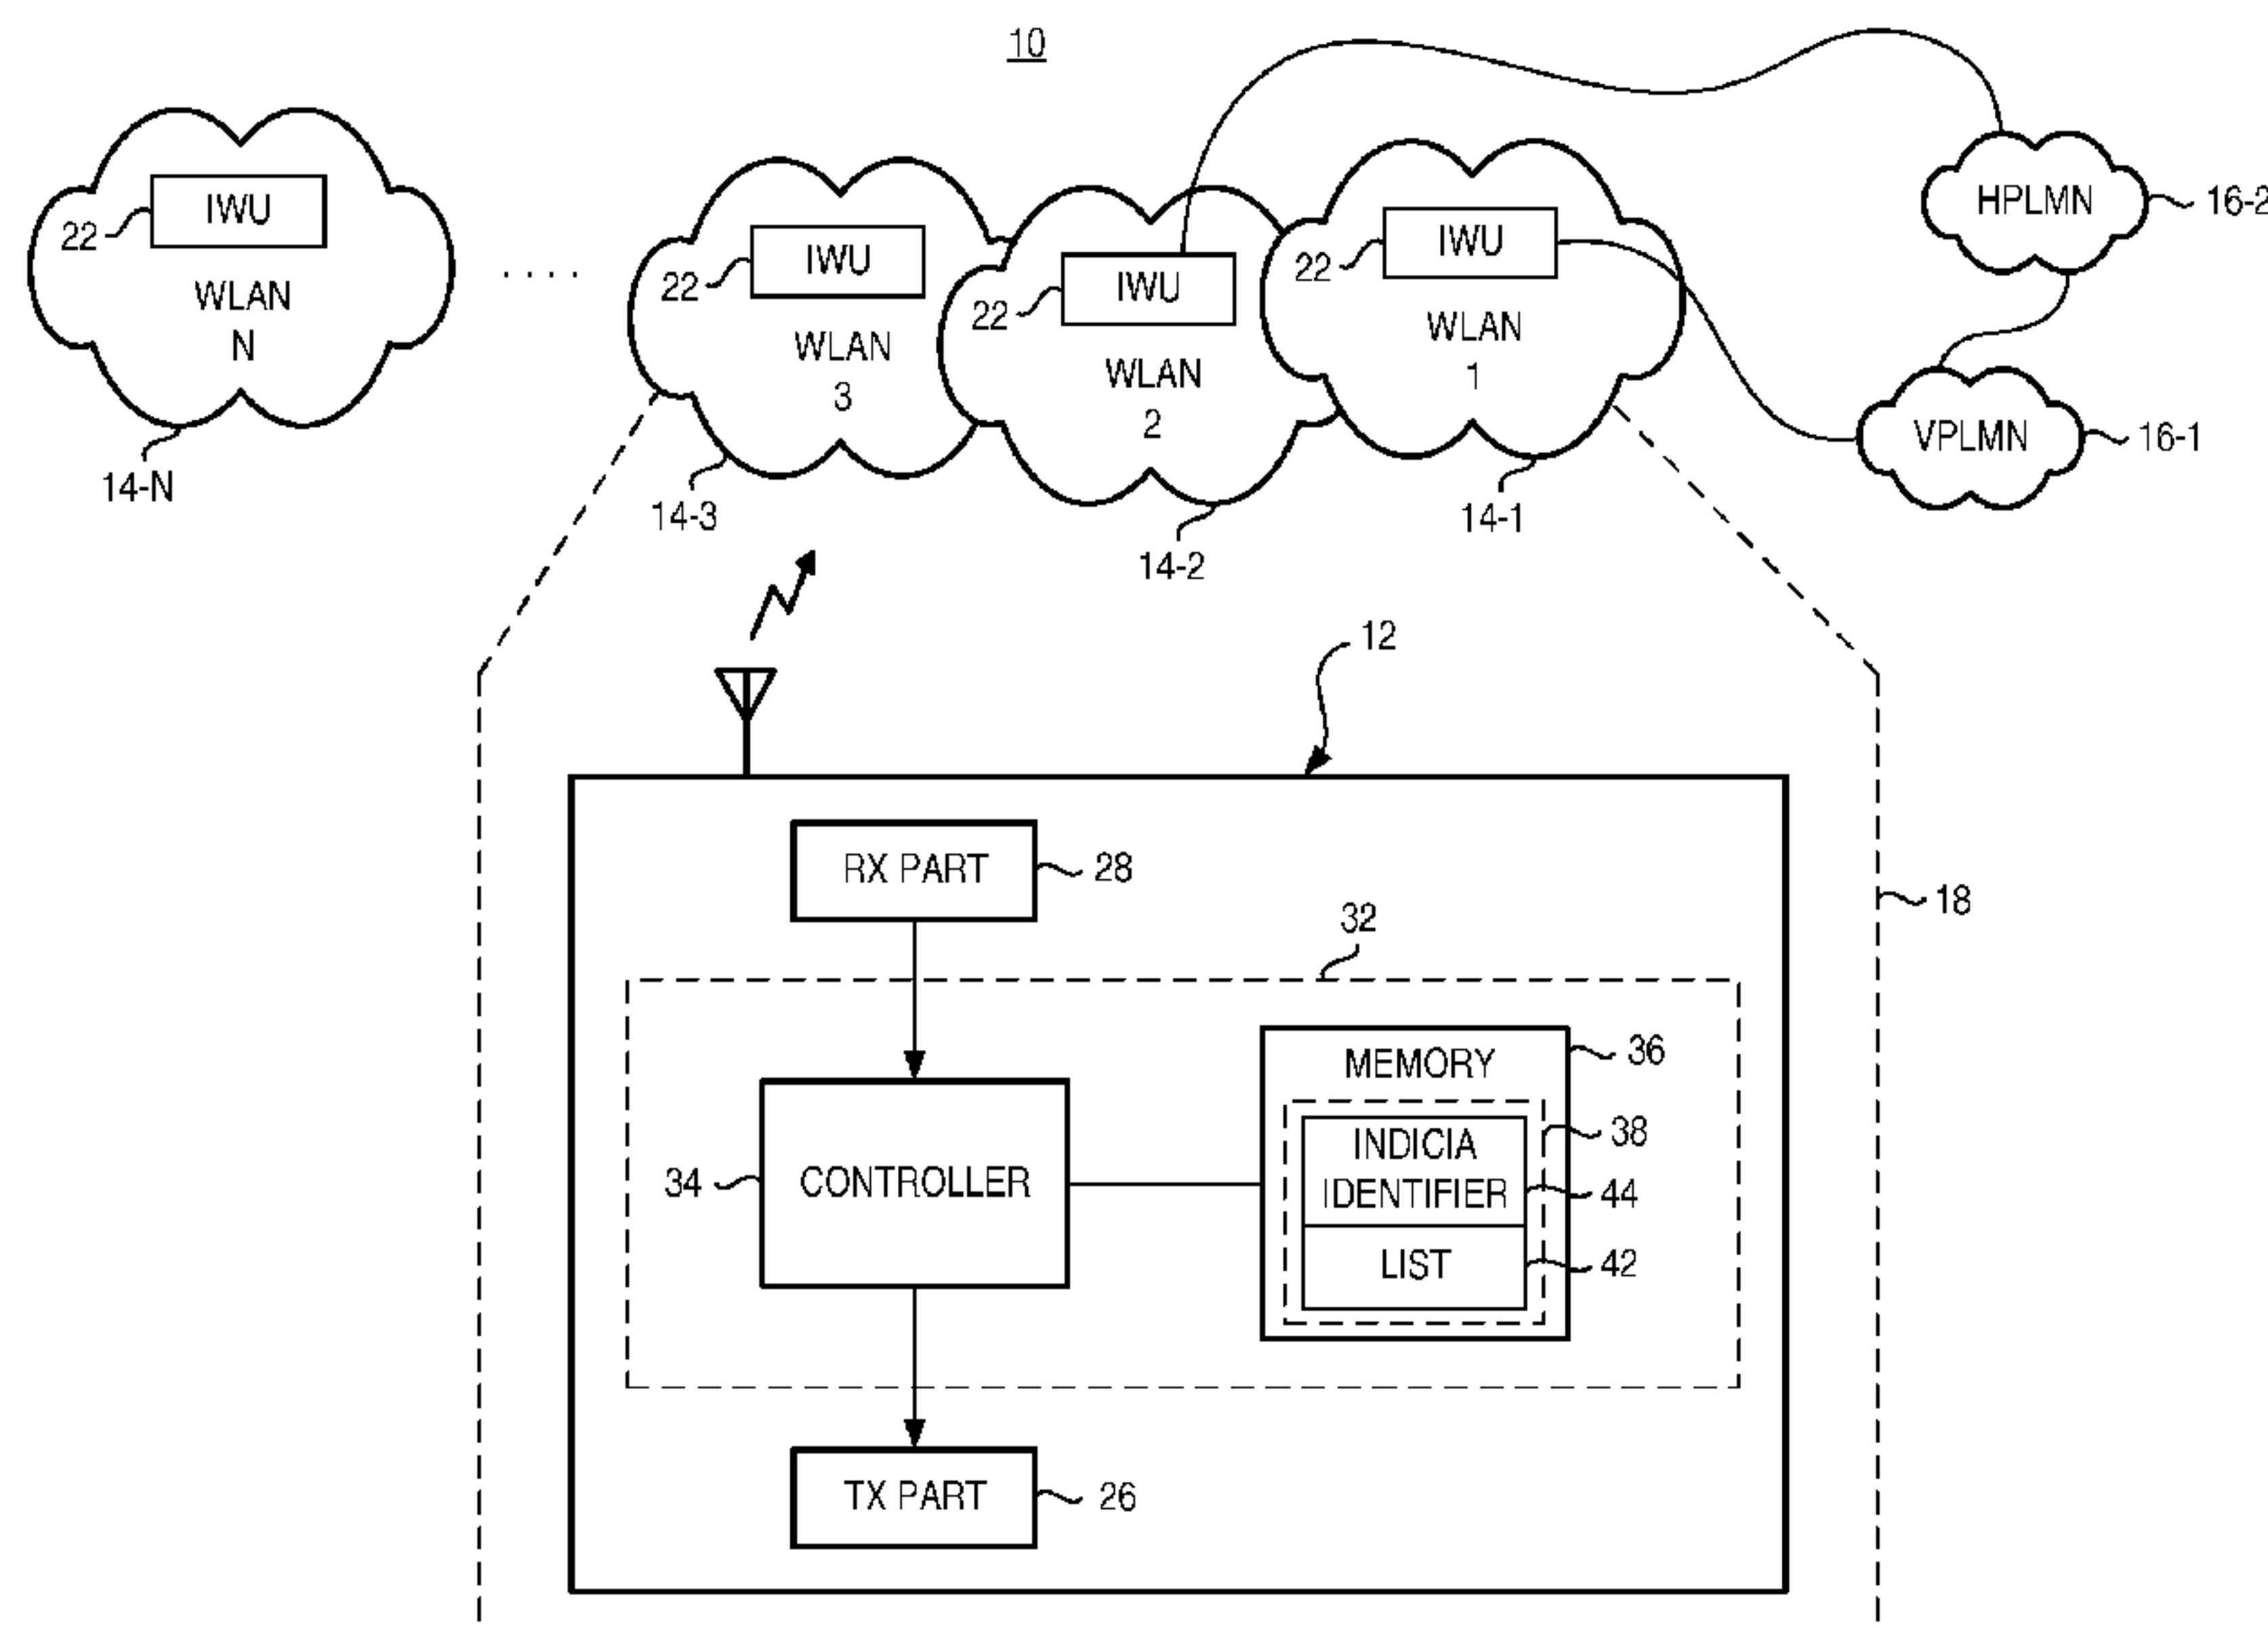 10
IWU
22
WLAN
N
14-N
. . . .
IWU
22
WLAN
3
14-3
IWU
22
WLAN
2
14-2
IWU
22
WLAN
1
14-1
HPLMN
16-2
VPLMN
16-1
12
18
RX PART
28
32
MEMORY
36
INDICIA
IDENTIFIER
38
44
LIST
42
34
CONTROLLER
TX PART
26